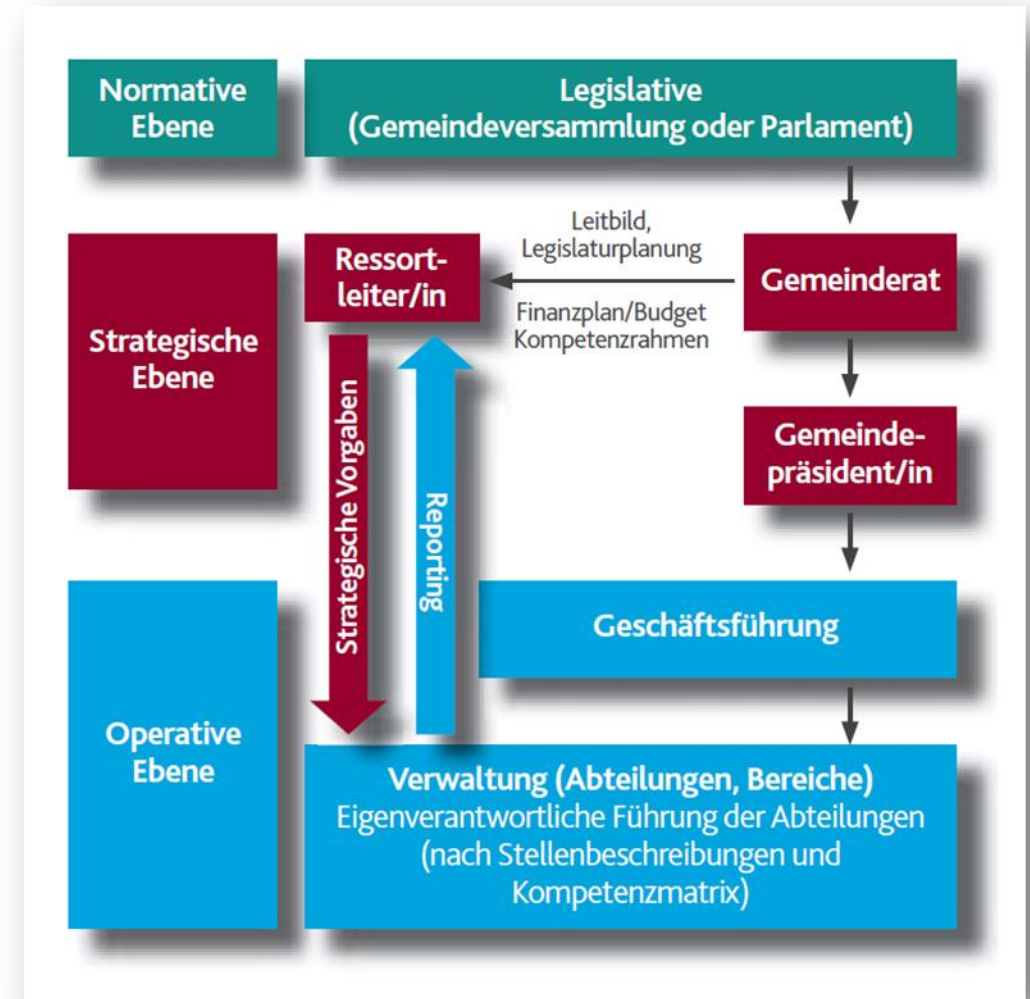 Normative
Ebene
Legislative
(Gemeindeversammlung oder Parlament)
Strategische
Ebene
Ressort-
leiter/in
Leitbild,
Legislaturplanung
Finanzplan/Budget
Kompetenzrahmen
Gemeinderat
Gemeinde-
präsident/in
Strategische Vorgaben
Reporting
Operative
Ebene
Geschäftsführung
Verwaltung (Abteilungen, Bereiche)
Eigenverantwortliche Führung der Abteilungen
(nach Stellenbeschreibungen und
Kompetenzmatrix)